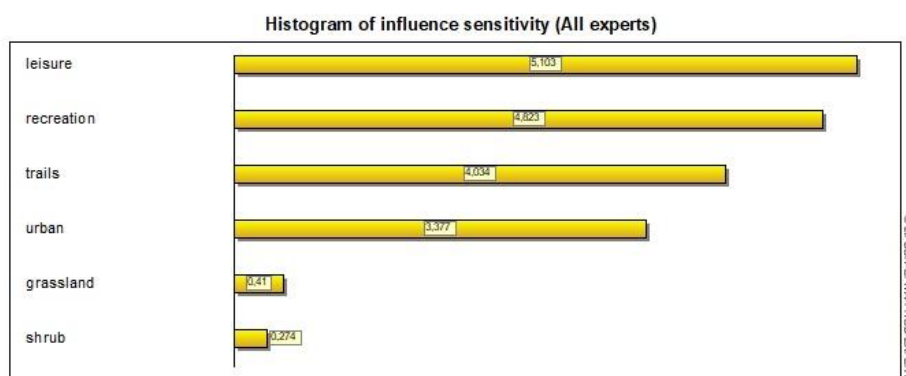 Histogram of influence sensitivity (All experts)
leisure
5,103
recreation
4,823
trails
4,034
urban
3,377
grassland
0,41
shrub
0,274